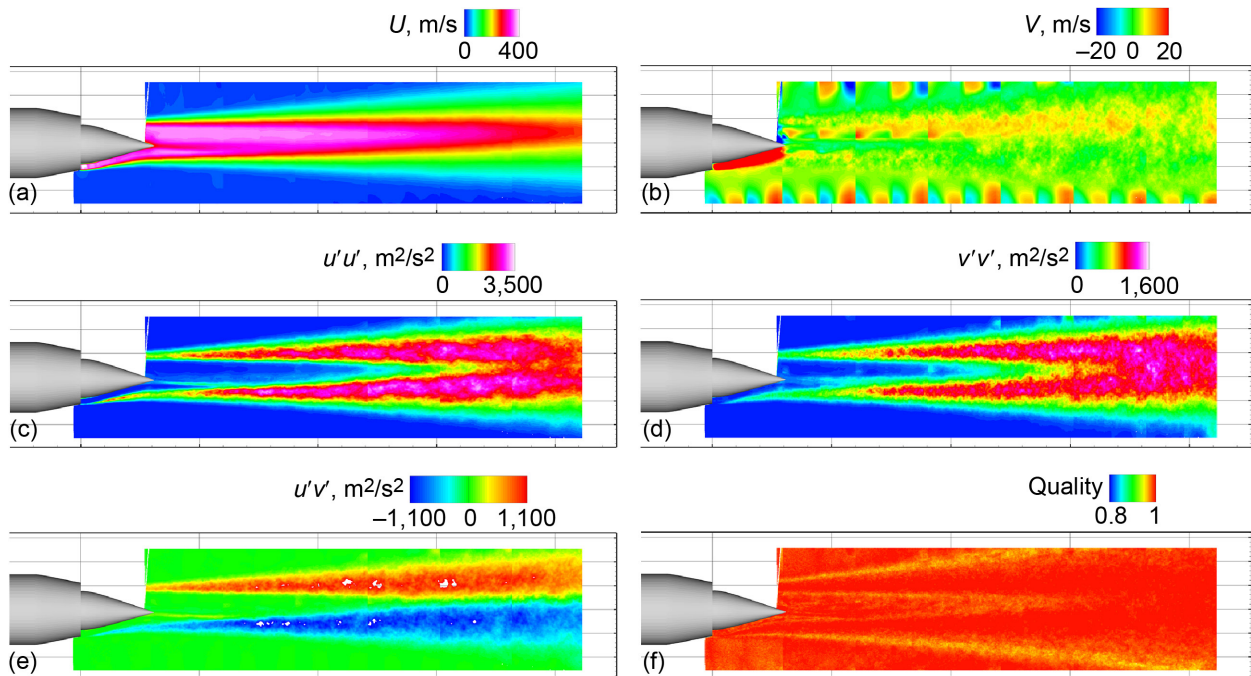 U, m/s
0 400
V, m/s
–20 0 20
(a)
(b)
u′u′, m2/s2
0 3,500
v′v′, m2/s2
0 1,600
(c)
(d)
u′v′, m2/s2
–1,100 0 1,100
Quality
0.8 1
(e)
(f)